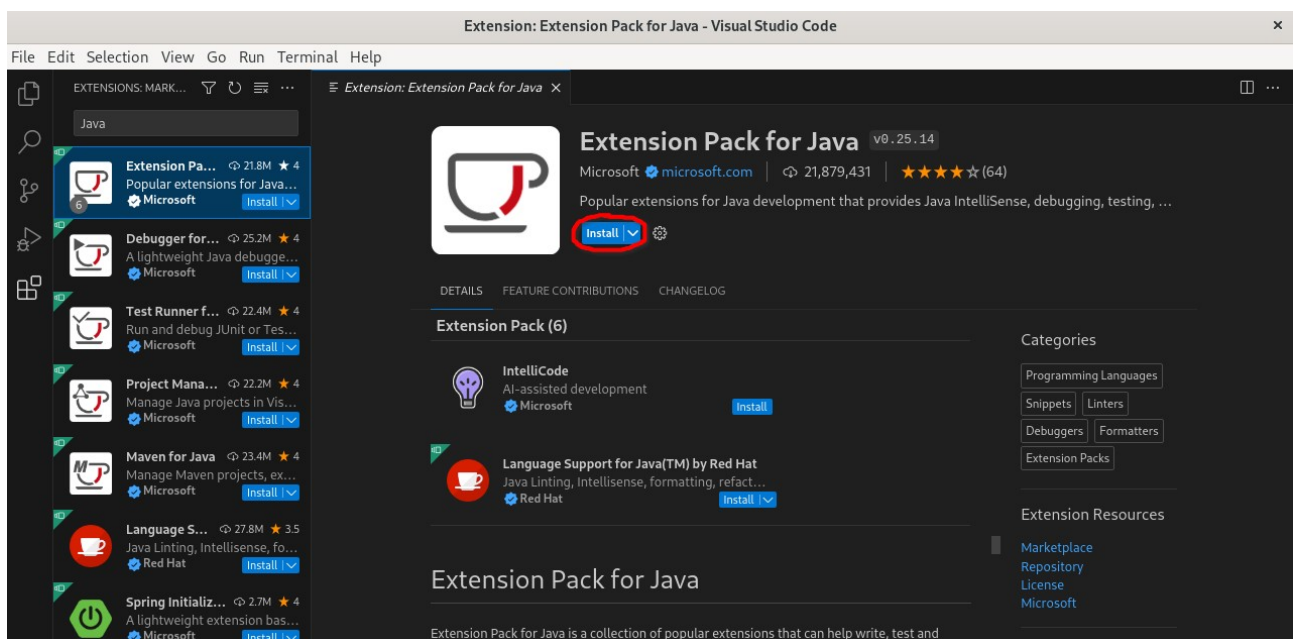 Extension: Extension Pack for Java - Visual Studio Code
File Edit Selection View Go Run Terminal Help
EXTENSIONS: MARK...
Java
Extension Pa... 21.8M ★ 4
Popular extensions for Java...
Microsoft Install
6
Debugger for... 25.2M ★ 4
A lightweight Java debugge...
Microsoft Install
Test Runner f... 22.4M ★ 4
Run and debug JUnit or Tes...
Microsoft Install
Project Mana... 22.2M ★ 4
Manage Java projects in Vis...
Microsoft Install
Maven for Java 23.4M ★ 4
Manage Maven projects, ex...
Microsoft Install
Language S... 27.8M ★ 3.5
Java Linting, Intellisense, fo...
Red Hat Install
Spring Initializ... 2.7M ★ 4
A lightweight extension bas...
Microsoft Install
Extension: Extension Pack for Java
Extension Pack for Java v0.25.14
Microsoft microsoft.com 21,879,431 ★★★★☆(64)
Popular extensions for Java development that provides Java IntelliSense, debugging, testing, ...
Install
DETAILS FEATURE CONTRIBUTIONS CHANGELOG
Extension Pack (6)
IntelliCode
AI-assisted development
Microsoft Install
Language Support for Java(TM) by Red Hat
Java Linting, Intellisense, formatting, refact...
Red Hat Install
Extension Pack for Java
Extension Pack for Java is a collection of popular extensions that can help write, test and
Categories
Programming Languages
Snippets Linters
Debuggers Formatters
Extension Packs
Extension Resources
Marketplace
Repository
License
Microsoft